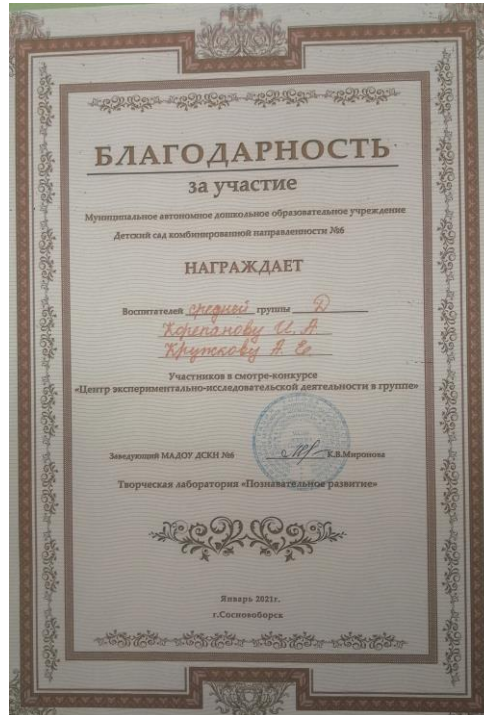 БЛАГОДАРНОСТЬ
за участие
Муниципальное автономное дошкольное образовательное учреждение
Детский сад комбинированной направленности №6
НАГРАЖДАЕТ
Воспитателей средней группы Д
Корепанову И. А
Кружкову А. Ео
Участников в смотре-конкурсе
«Центр экспериментально-исследовательской деятельности в группе»
Заведующий МАДОУ ДСКН №6 К.В.Миронова
Творческая лаборатория «Познавательное развитие»
Январь 2021г.
г.Сосновоборск